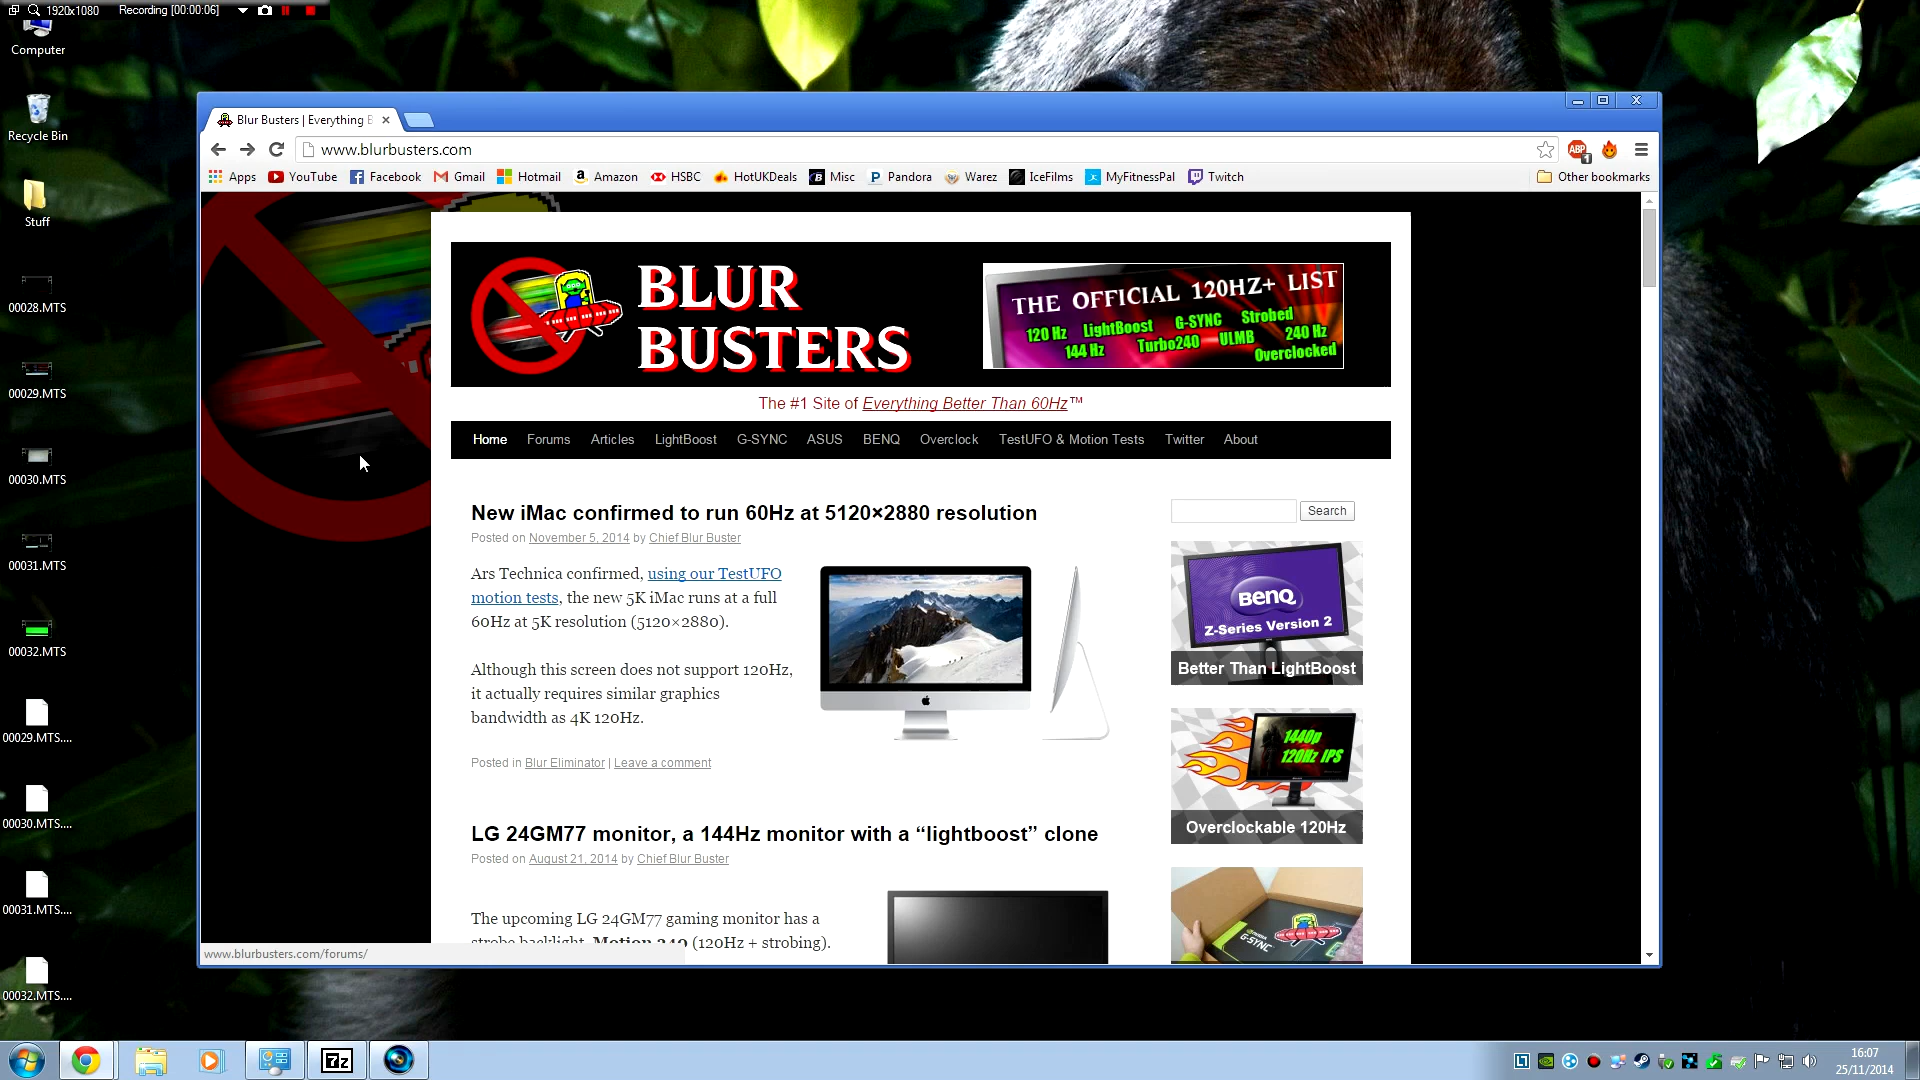 1920x1080 Recording [00:00:06]
Computer
Recycle Bin
Stuff
00028.MTS
00029.MTS
00030.MTS
00031.MTS
00032.MTS
00029.MTS....
00030.MTS....
00031.MTS....
00032.MTS....
Blur Busters | Everything B
www.blurbusters.com
ABP 1
Apps YouTube Facebook Gmail Hotmail Amazon HSBC HotUKDeals Misc Pandora Warez IceFilms MyFitnessPal Twitch Other bookmarks
BLUR
BUSTERS
THE OFFICIAL 120HZ+ LIST
120 Hz LightBoost G-SYNC Strobed
144 Hz Turbo240 ULMB 240 Hz
Overclocked
The #1 Site of Everything Better Than 60Hz™
Home Forums Articles LightBoost G-SYNC ASUS BENQ Overclock TestUFO & Motion Tests Twitter About
New iMac confirmed to run 60Hz at 5120×2880 resolution
Posted on November 5, 2014 by Chief Blur Buster
Ars Technica confirmed, using our TestUFO
motion tests, the new 5K iMac runs at a full
60Hz at 5K resolution (5120×2880).
Although this screen does not support 120Hz,
it actually requires similar graphics
bandwidth as 4K 120Hz.
Posted in Blur Eliminator | Leave a comment
LG 24GM77 monitor, a 144Hz monitor with a “lightboost” clone
Posted on August 21, 2014 by Chief Blur Buster
The upcoming LG 24GM77 gaming monitor has a
strobe backlight, Motion 240 (120Hz + strobing).
Search
BenQ
Z-Series Version 2
Better Than LightBoost
1440p
120Hz IPS
Overclockable 120Hz
G-SYNC
www.blurbusters.com/forums/
7z
16:07
25/11/2014